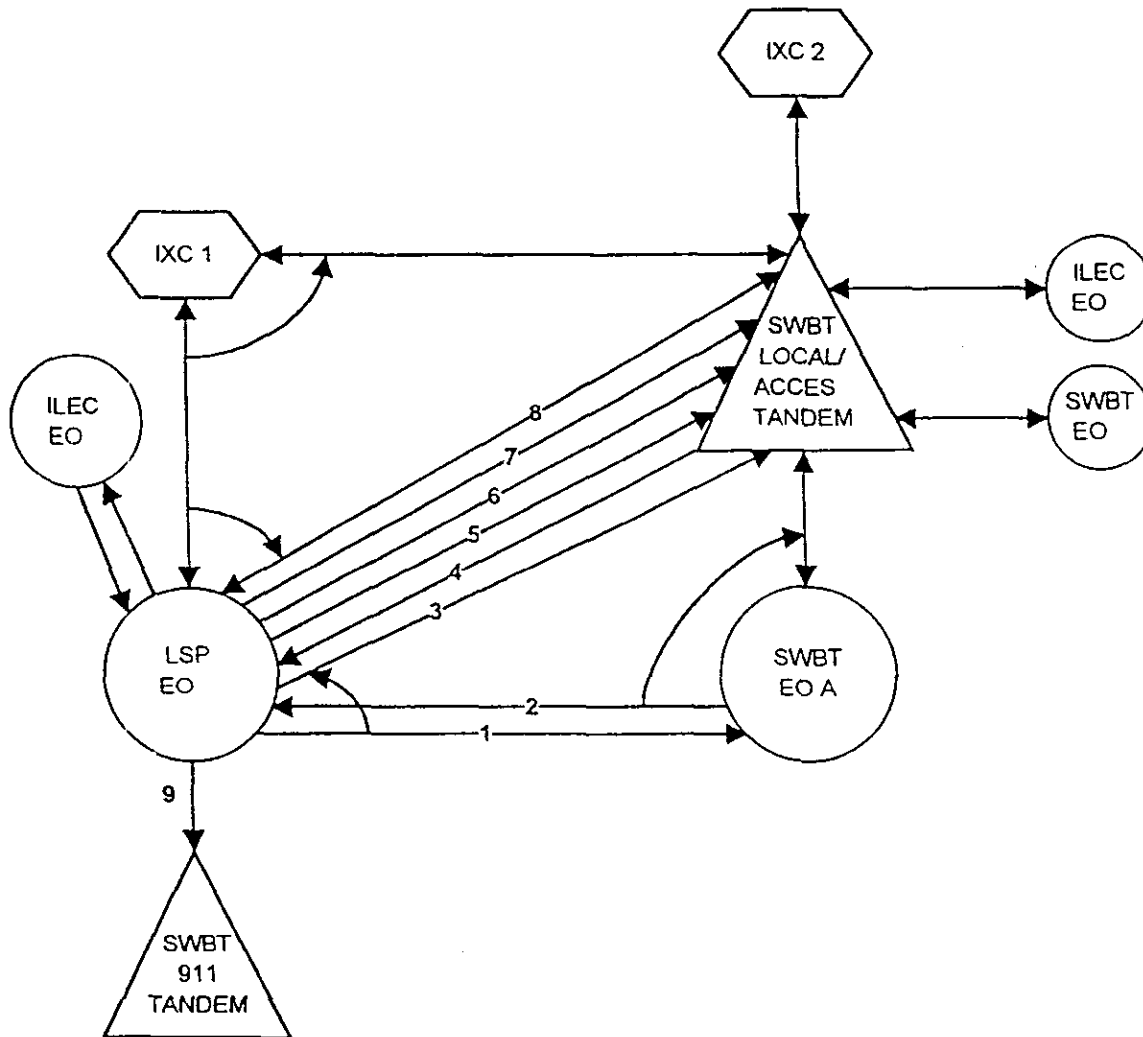 IXC 2
IXC 1
ILEC
EO
SWBT
LOCAL/
ACCES
TANDEM
ILEC
EO
SWBT
EO
8
7
6
5
4
3
LSP
EO
SWBT
EO A
2
1
9
SWBT
911
TANDEM